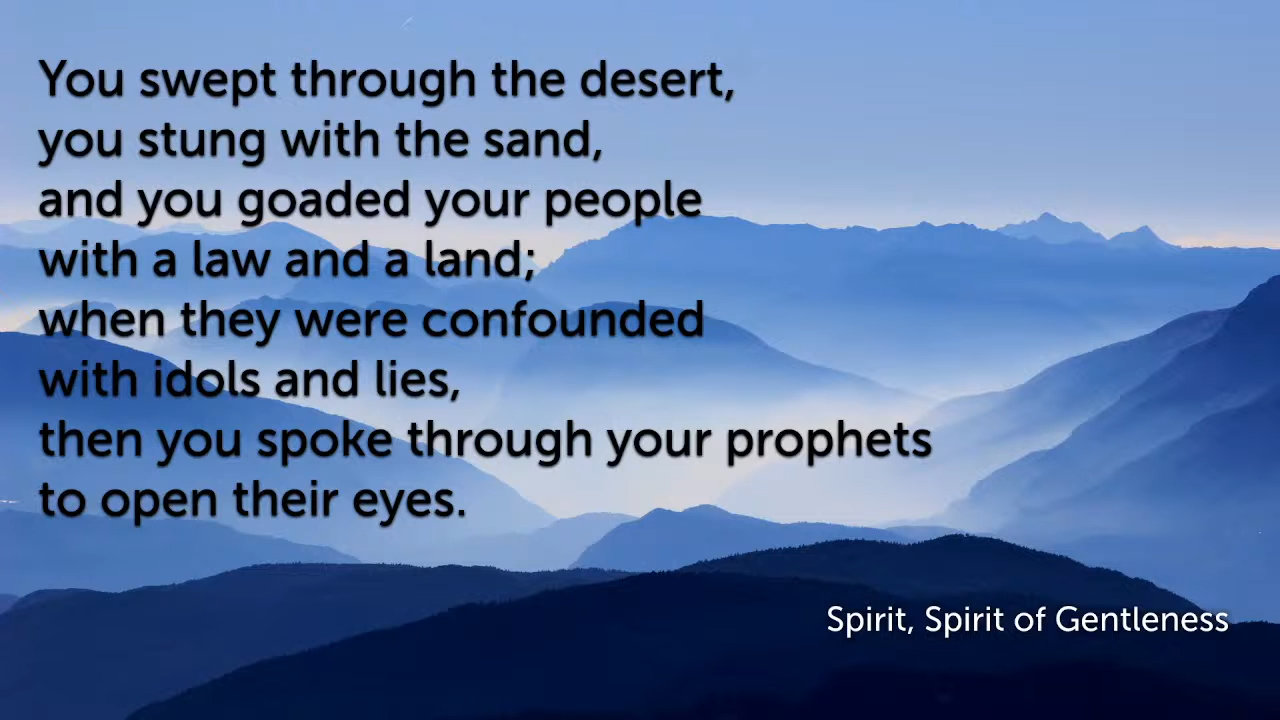 You swept through the desert,
you stung with the sand,
and you goaded your people
with a law and a land;
when they were confounded
with idols and lies,
then you spoke through your prophets
to open their eyes.
Spirit, Spirit of Gentleness